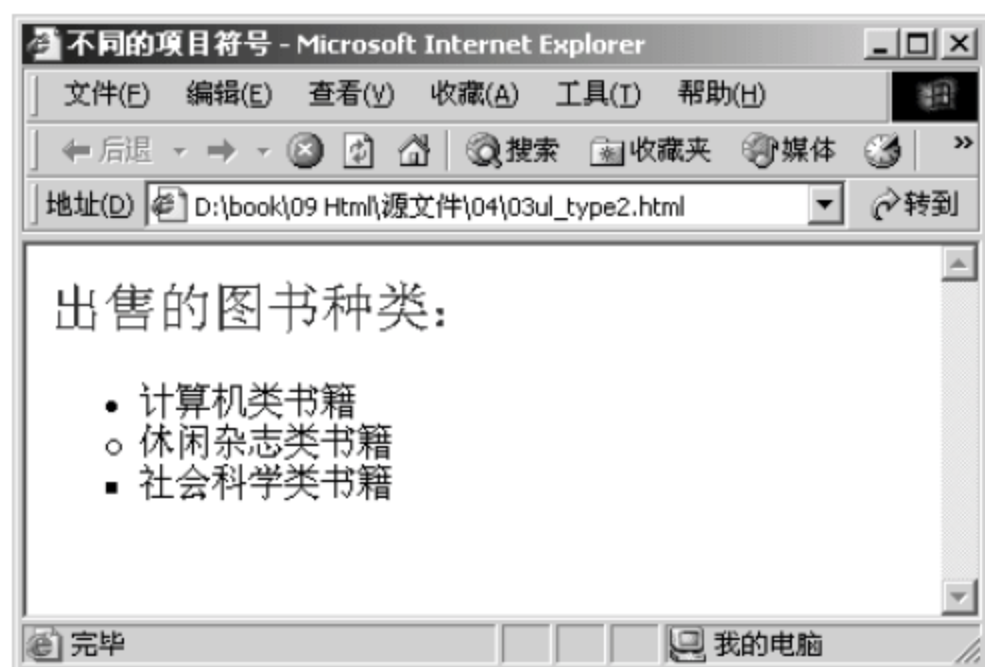 不同的项目符号 - Microsoft Internet Explorer
文件(F) 编辑(E) 查看(V) 收藏(A) 工具(T) 帮助(H)
后退 搜索 收藏夹 媒体 »
地址(D) D:\book\09 Html\源文件\04\03ul_type2.html 转到
出售的图书种类：
• 计算机类书籍
○ 休闲杂志类书籍
▪ 社会科学类书籍
完毕 我的电脑